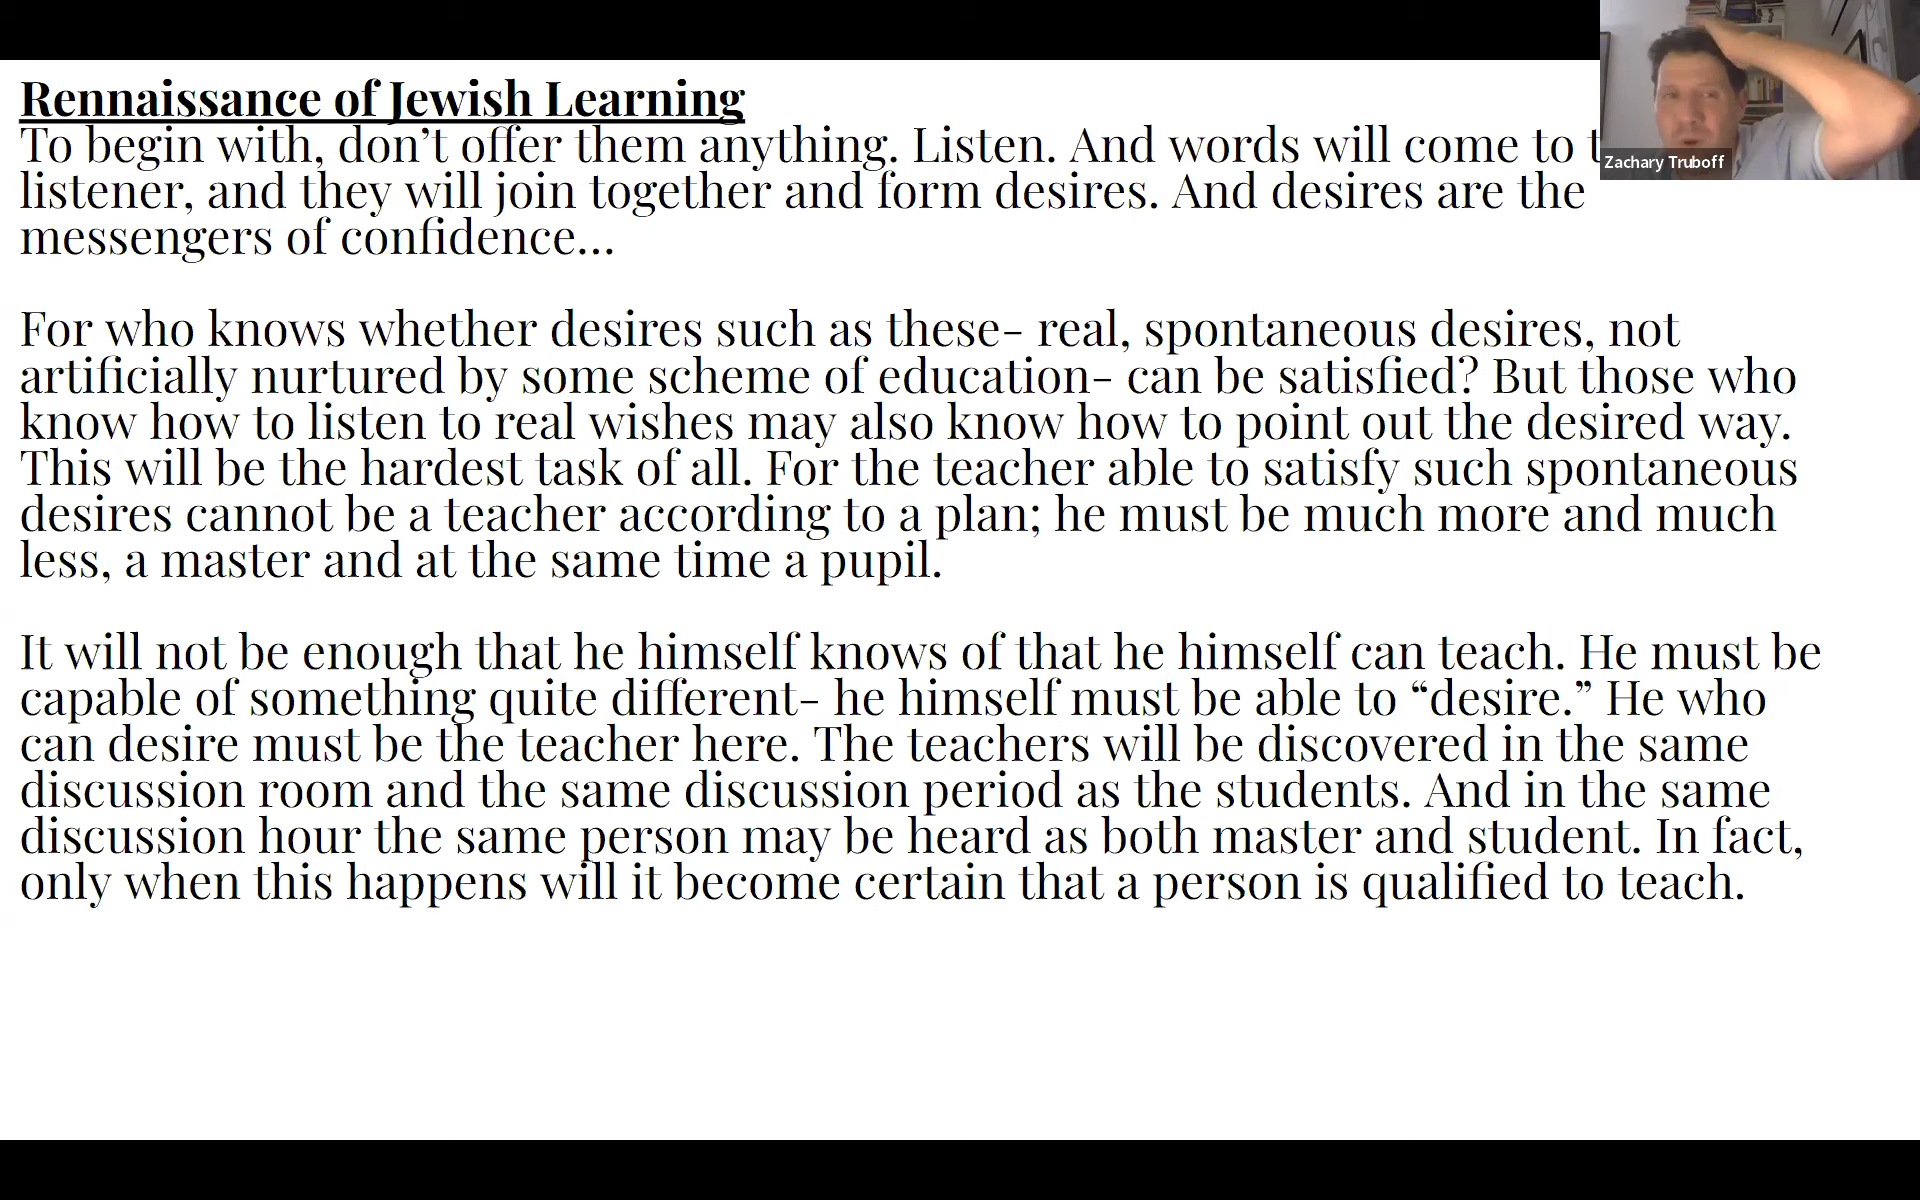 Rennaissance of Jewish Learning
To begin with, don’t offer them anything. Listen. And words will come to
listener, and they will join together and form desires. And desires are the
messengers of confidence...
For who knows whether desires such as these- real, spontaneous desires, not
artificially nurtured by some scheme of education- can be satisfied? But those who
know how to listen to real wishes may also know how to point out the desired way.
This will be the hardest task of all. For the teacher able to satisfy such spontaneous
desires cannot be a teacher according to a plan; he must be much more and much
less, a master and at the same time a pupil.
It will not be enough that he himself knows of that he himself can teach. He must be
capable of something quite different- he himself must be able to “desire.” He who
can desire must be the teacher here. The teachers will be discovered in the same
discussion room and the same discussion period as the students. And in the same
discussion hour the same person may be heard as both master and student. In fact,
only when this happens will it become certain that a person is qualified to teach.
Zachary Truboff